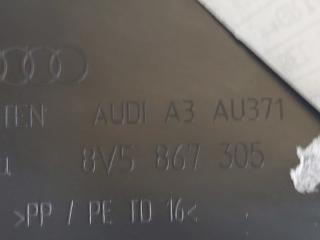 TEN AUDI A3 AU371
8V5 867 305
>PP / PE TD 16<